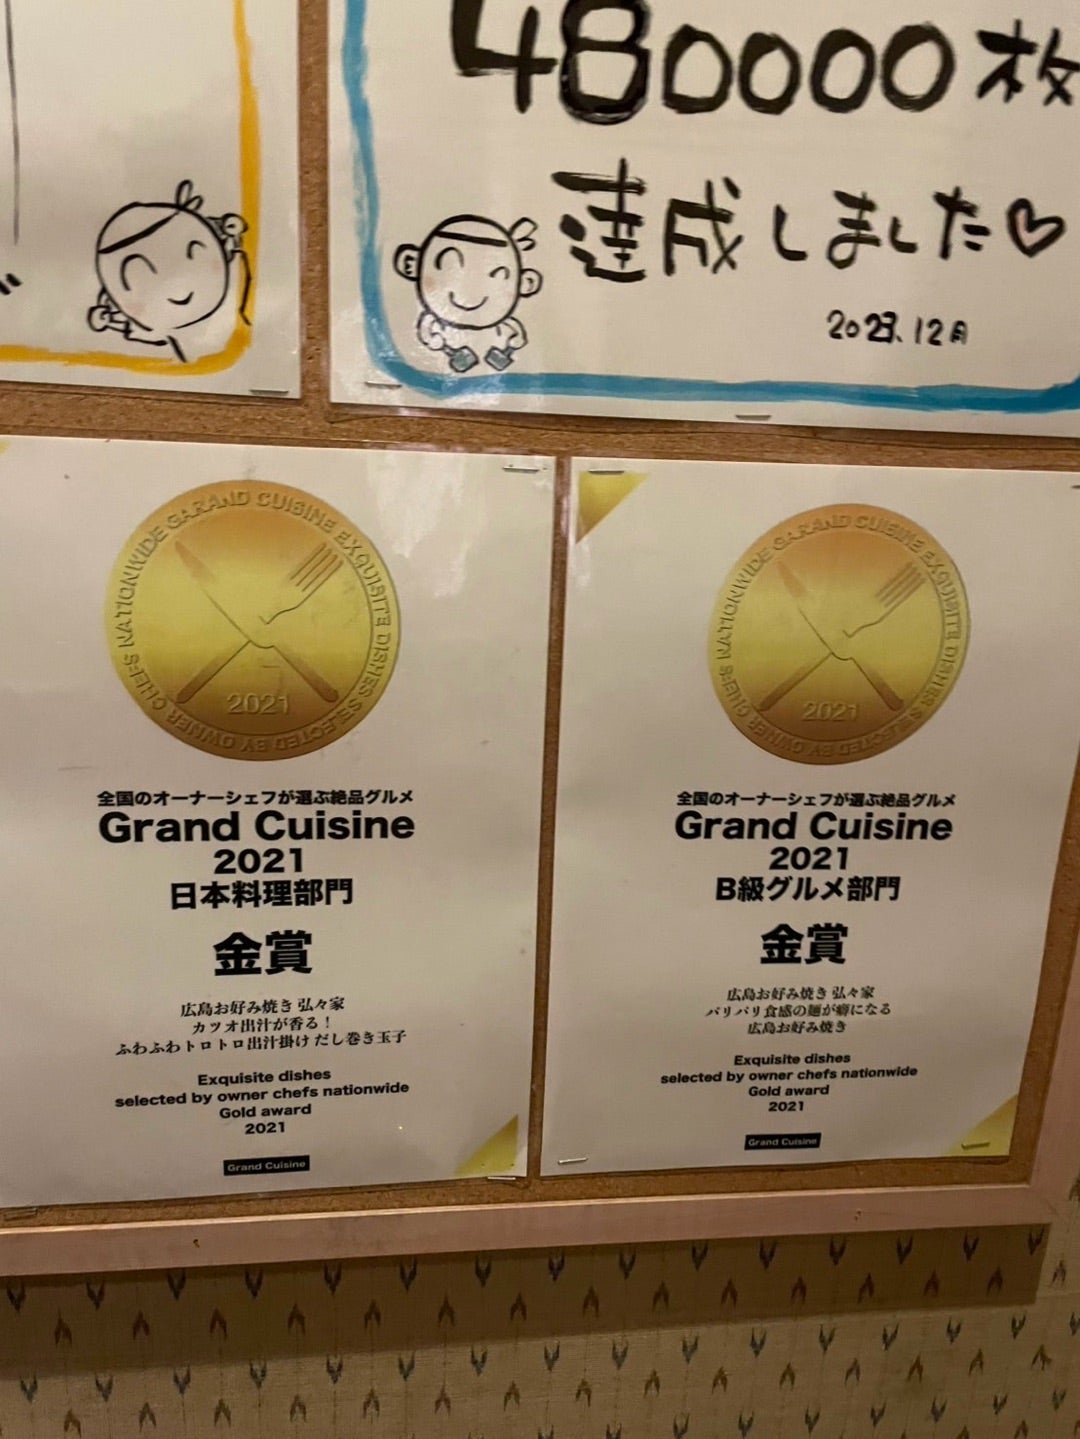 480000枚
達成しました♡
2023.12月
NATIONWIDE GARAND CUISINE EXQUISITE DISHES SELECTED BY OWNER CHEFS
2021
全国のオーナーシェフが選ぶ絶品グルメ
Grand Cuisine
2021
日本料理部門
金賞
広島お好み焼き 弘々家
カツオ出汁が香る！
ふわふわトロトロ出汁掛け だし巻き玉子
Exquisite dishes
selected by owner chefs nationwide
Gold award
2021
Grand Cuisine
NATIONWIDE GARAND CUISINE EXQUISITE DISHES SELECTED BY OWNER CHEFS
2021
全国のオーナーシェフが選ぶ絶品グルメ
Grand Cuisine
2021
B級グルメ部門
金賞
広島お好み焼き 弘々家
パリパリ食感の麺が癖になる
広島お好み焼き
Exquisite dishes
selected by owner chefs nationwide
Gold award
2021
Grand Cuisine